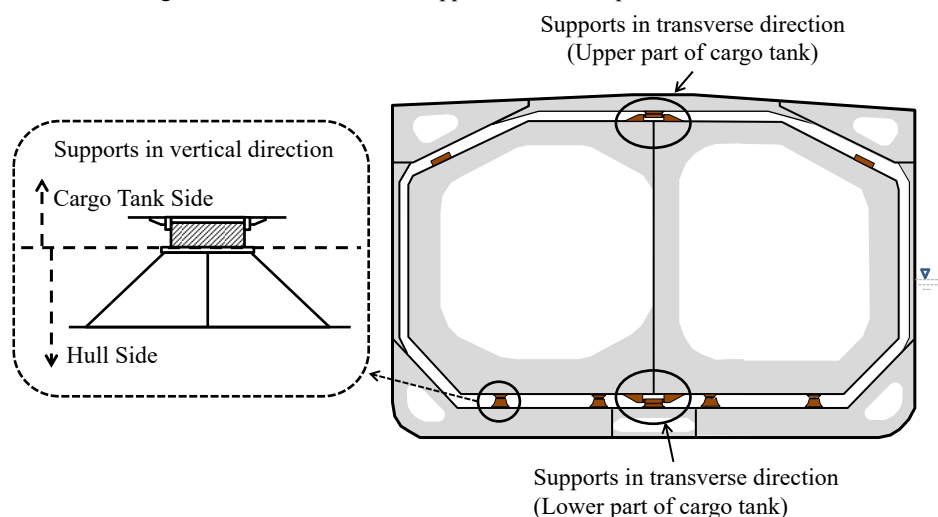 Supports in transverse direction
(Upper part of cargo tank)
Supports in vertical direction
Cargo Tank Side
Hull Side
Supports in transverse direction
(Lower part of cargo tank)